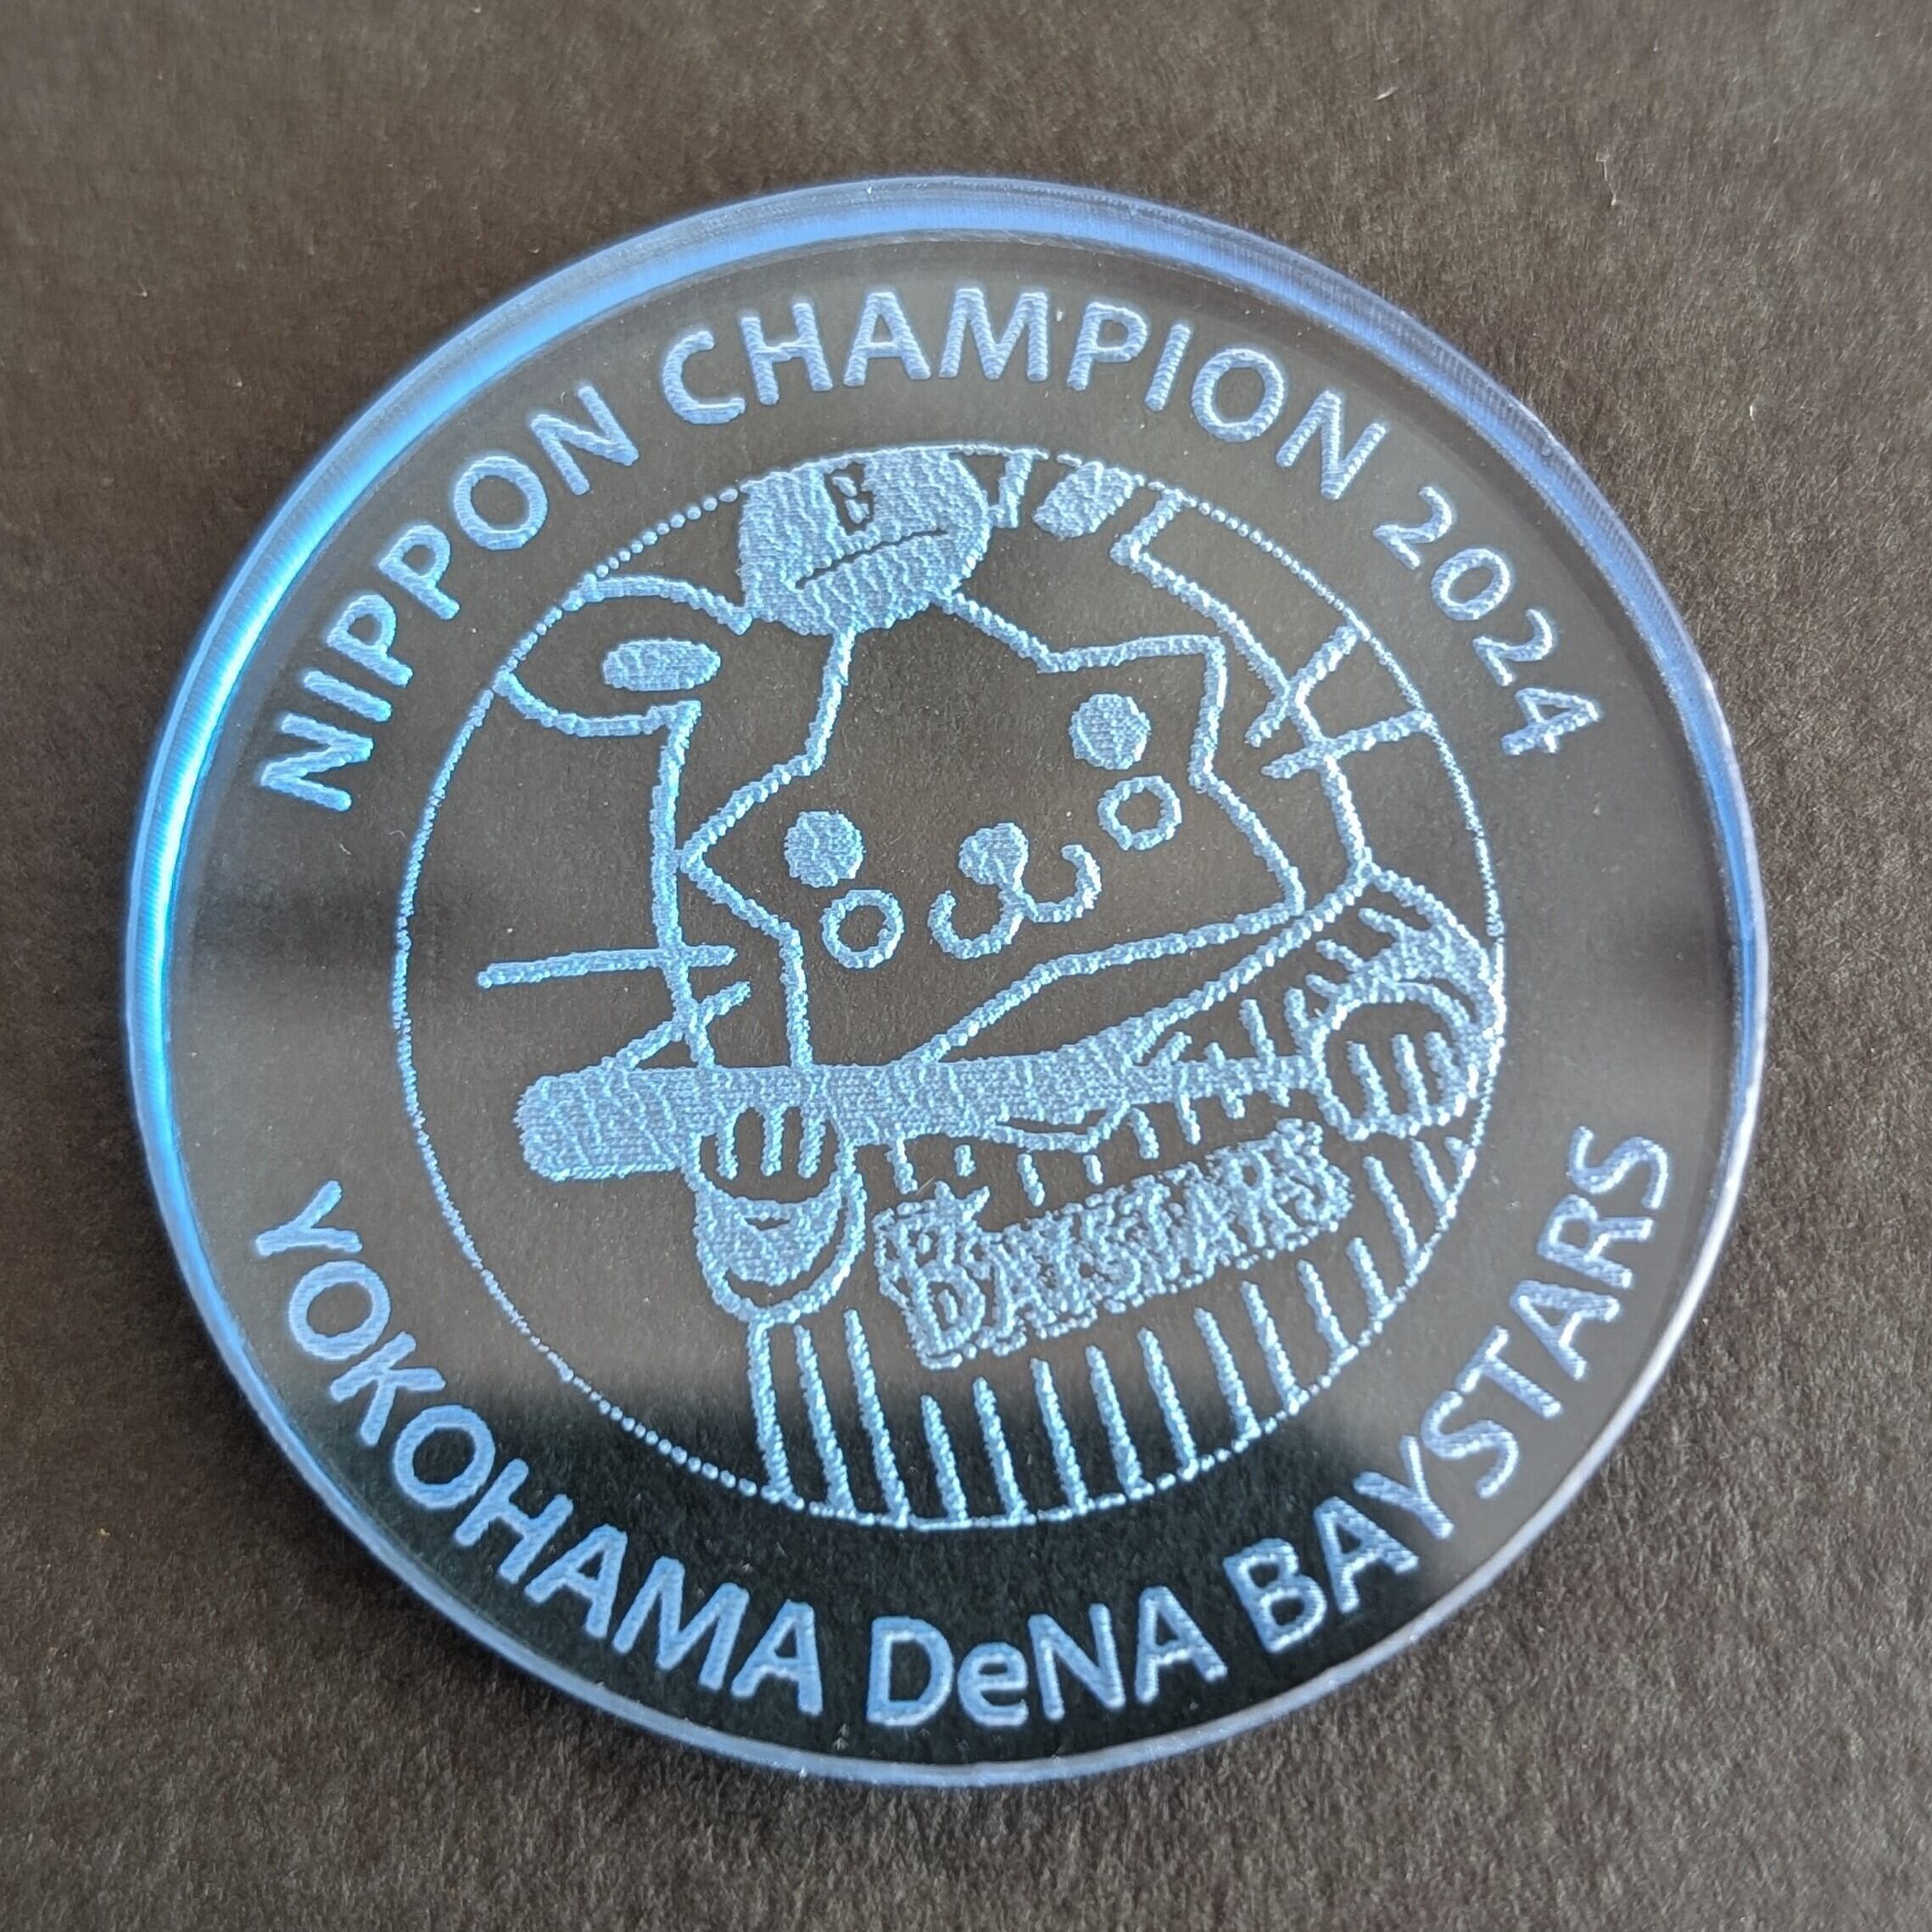 NIPPON CHAMPION 2024
B
BAYSTARS
YOKOHAMA DeNA BAYSTARS